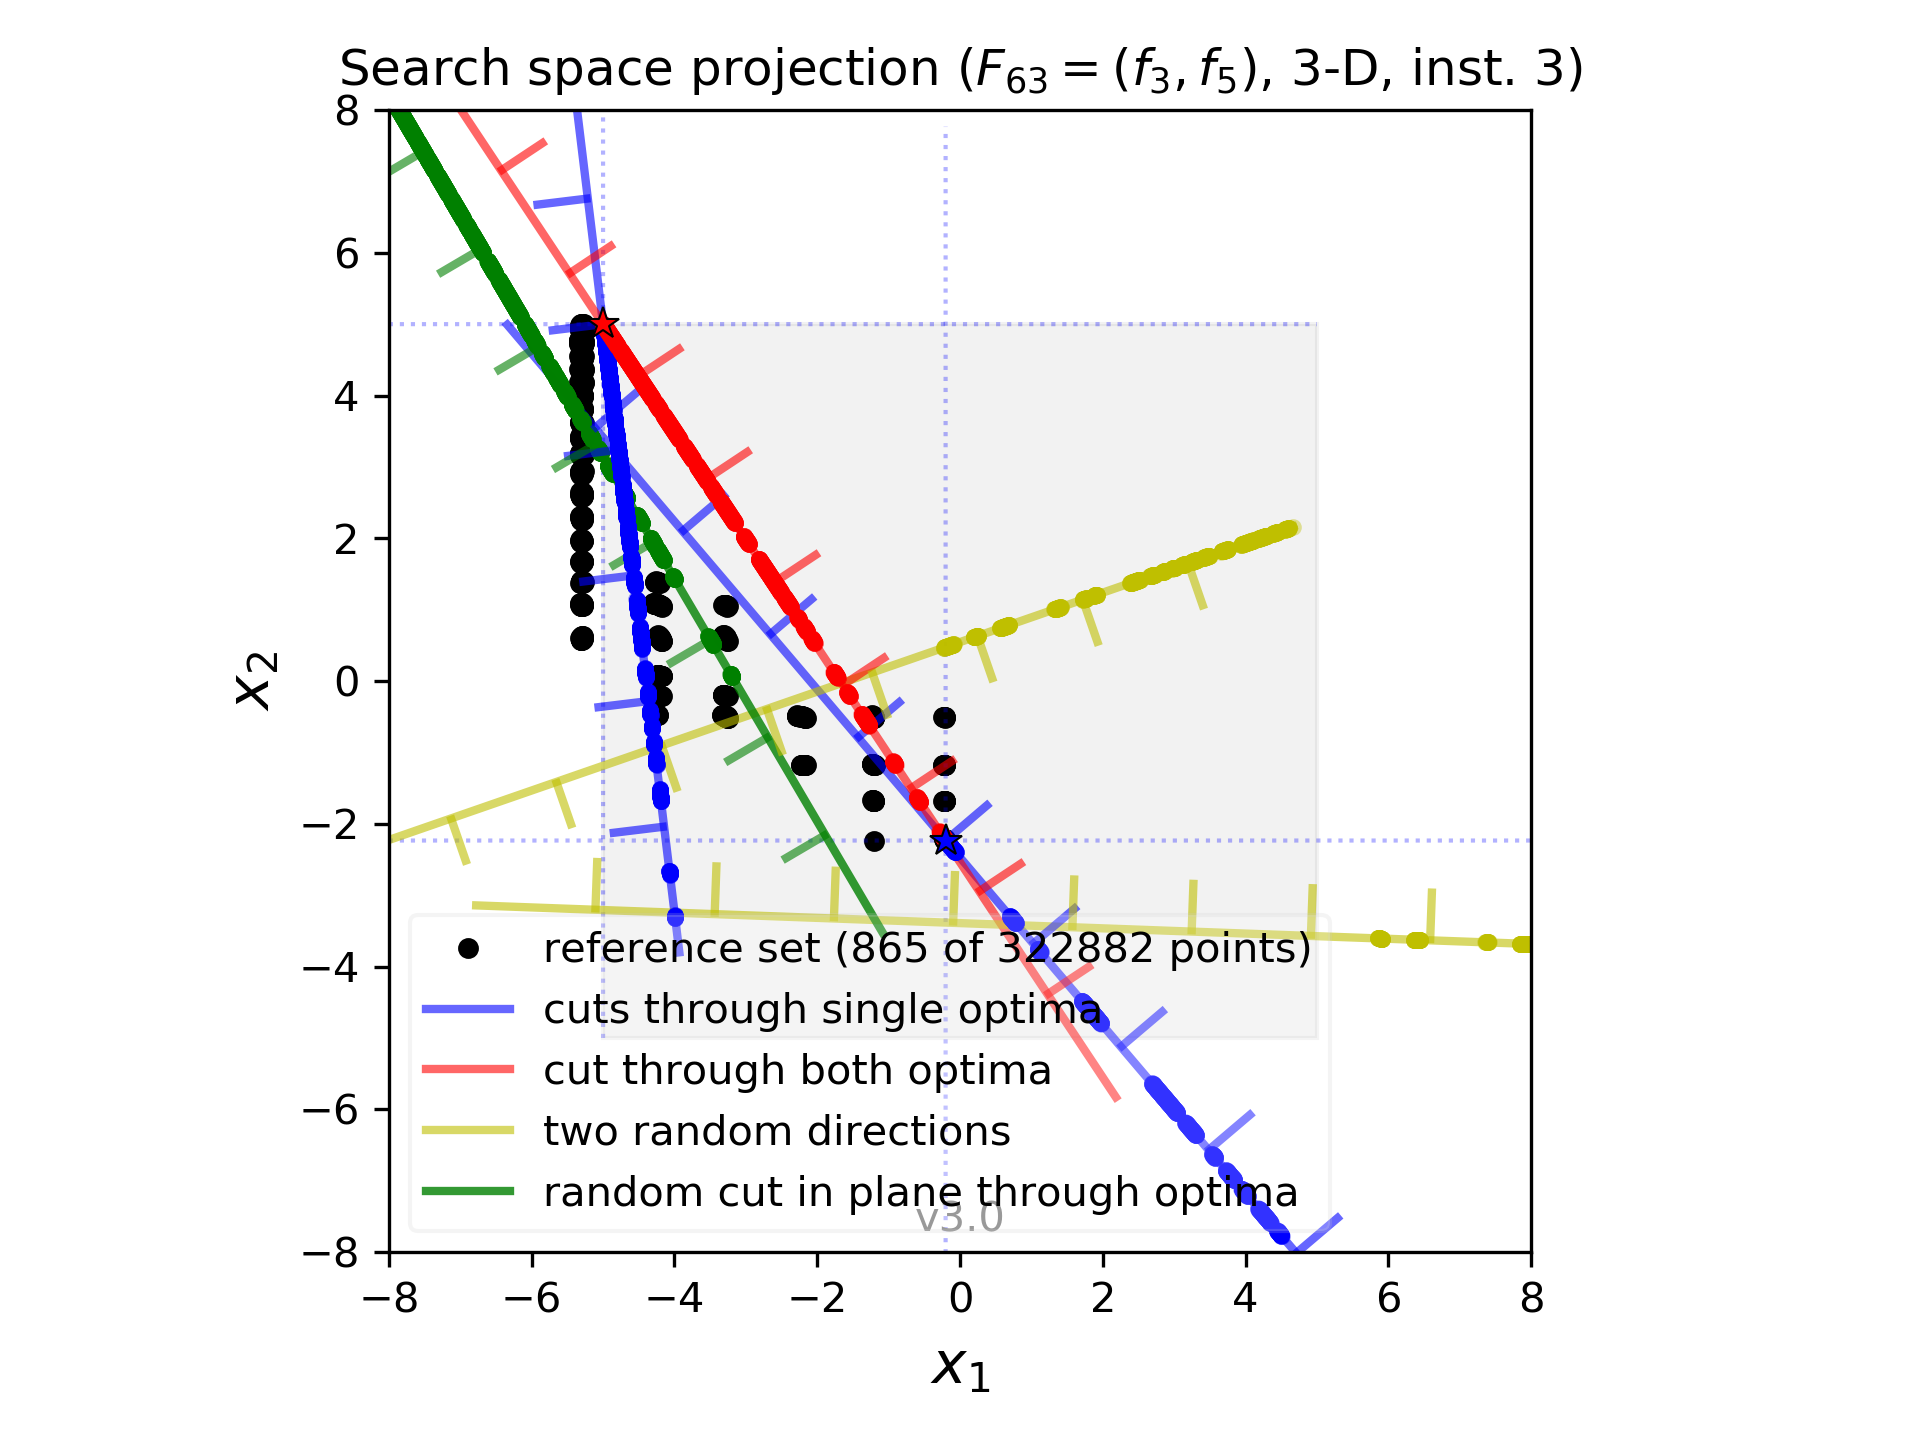 Search space projection (F63 = (f3, f5), 3-D, inst. 3)
8
6
4
2
0
−2
−4
−6
−8
x2
reference set (865 of 322882 points)
cuts through single optima
cut through both optima
two random directions
random cut in plane through optima
v3.0
−8 −6 −4 −2 0 2 4 6 8
x1